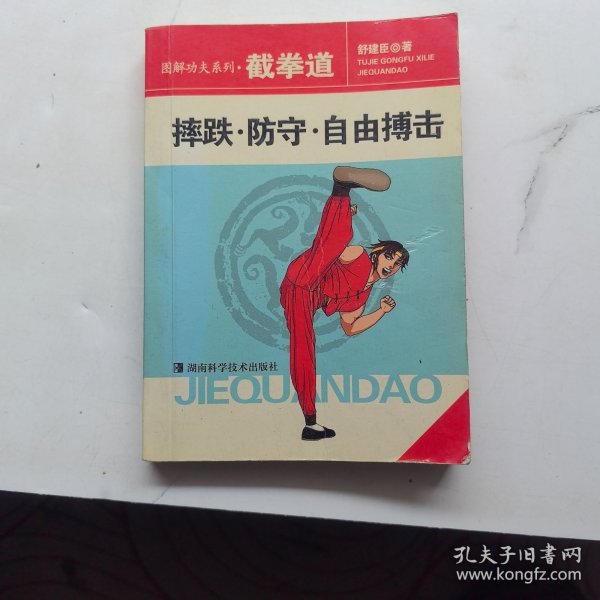 图解功夫系列·截拳道
舒建臣◎著
TUJIE GONGFU XILIE
JIEQUANDAO
摔跌·防守·自由搏击
湖南科学技术出版社
JIEQUANDAO
孔夫子旧书网
www.kongfz.com